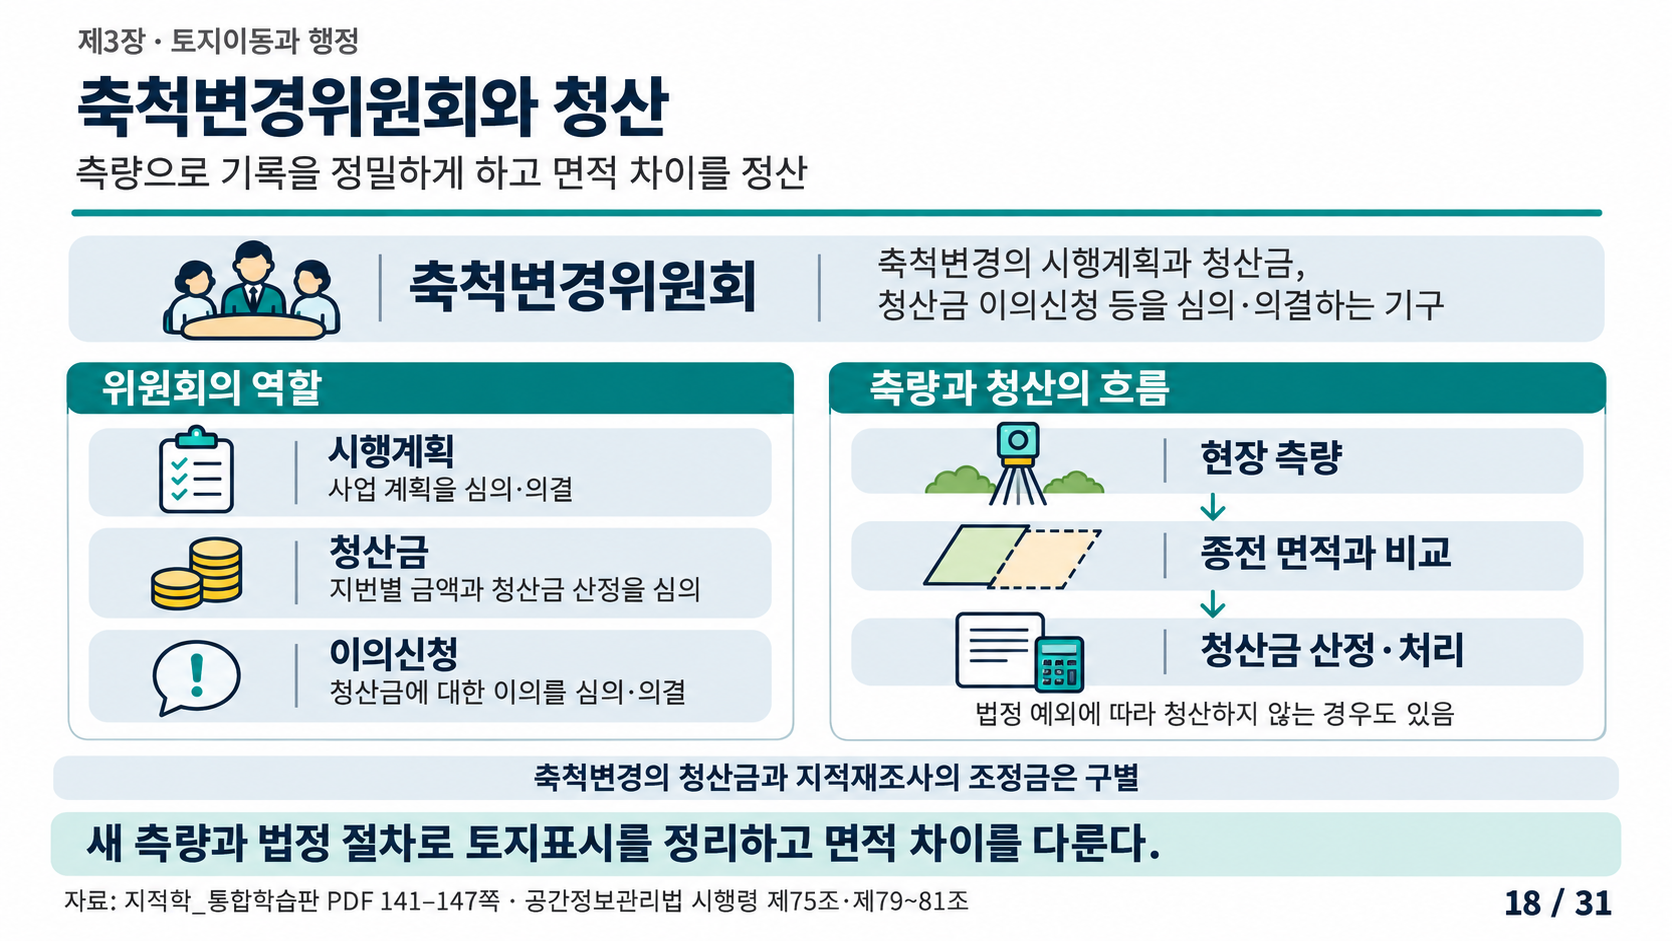 제3장 · 토지이동과 행정
축척변경위원회와 청산
측량으로 기록을 정밀하게 하고 면적 차이를 정산
축척변경위원회
축척변경의 시행계획과 청산금,
청산금 이의신청 등을 심의·의결하는 기구
위원회의 역할
시행계획
사업 계획을 심의·의결
청산금
지번별 금액과 청산금 산정을 심의
이의신청
청산금에 대한 이의를 심의·의결
축량과 청산의 흐름
현장 측량
종전 면적과 비교
청산금 산정·처리
법정 예외에 따라 청산하지 않는 경우도 있음
축척변경의 청산금과 지적재조사의 조정금은 구별
새 측량과 법정 절차로 토지표시를 정리하고 면적 차이를 다룬다.
자료: 지적학_통합학습판 PDF 141–147쪽 · 공간정보관리법 시행령 제75조·제79~81조
18 / 31